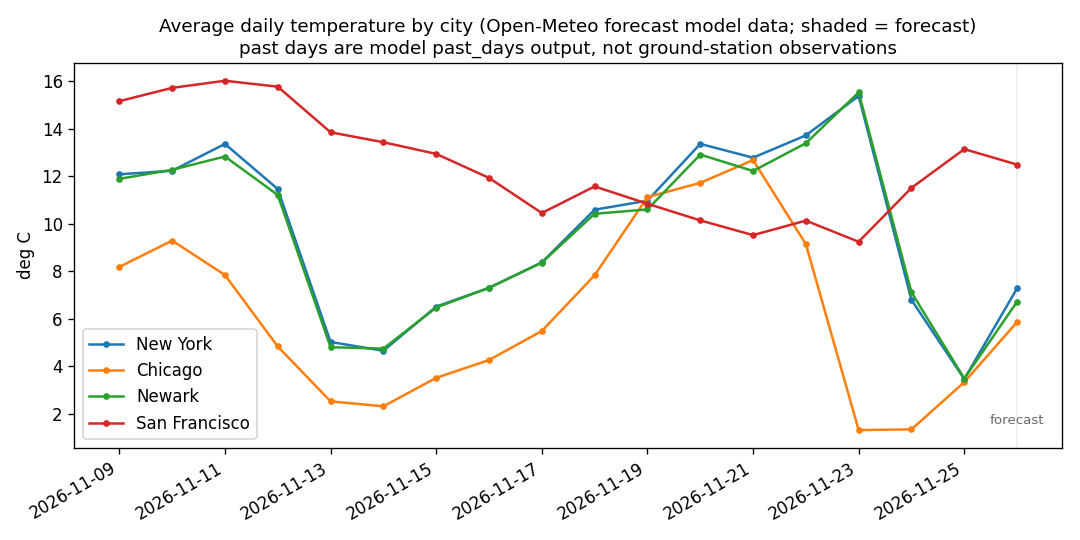 Average daily temperature by city (Open-Meteo forecast model data; shaded = forecast)
past days are model past_days output, not ground-station observations
deg C
16
14
12
10
8
6
4
2
New York
Chicago
Newark
San Francisco
forecast
2026-11-09
2026-11-11
2026-11-13
2026-11-15
2026-11-17
2026-11-19
2026-11-21
2026-11-23
2026-11-25